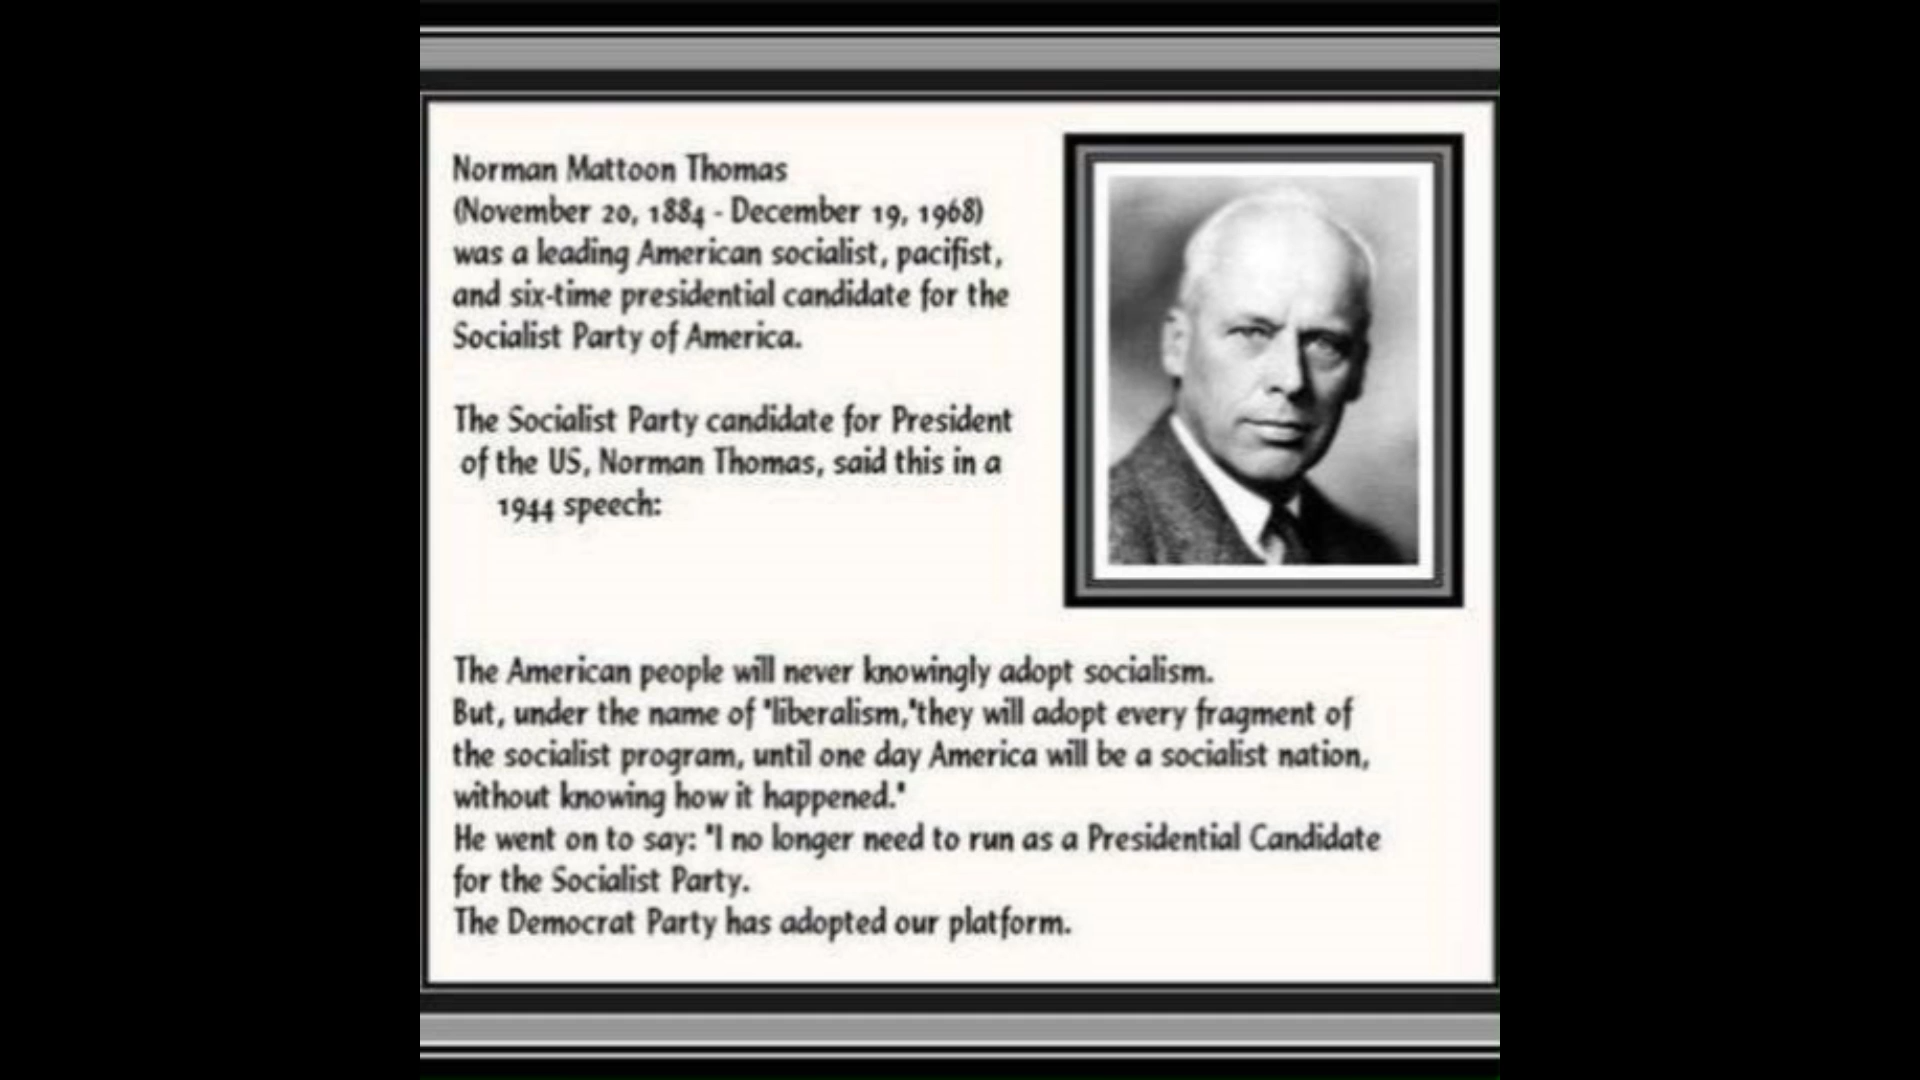 Norman Mattoon Thomas
(November 20, 1884 - December 19, 1968)
was a leading American socialist, pacifist,
and six-time presidential candidate for the
Socialist Party of America.
The Socialist Party candidate for President
of the US, Norman Thomas, said this in a
1944 speech:
The American people will never knowingly adopt socialism.
But, under the name of "liberalism,"they will adopt every fragment of
the socialist program, until one day America will be a socialist nation,
without knowing how it happened."
He went on to say: "I no longer need to run as a Presidential Candidate
for the Socialist Party.
The Democrat Party has adopted our platform.